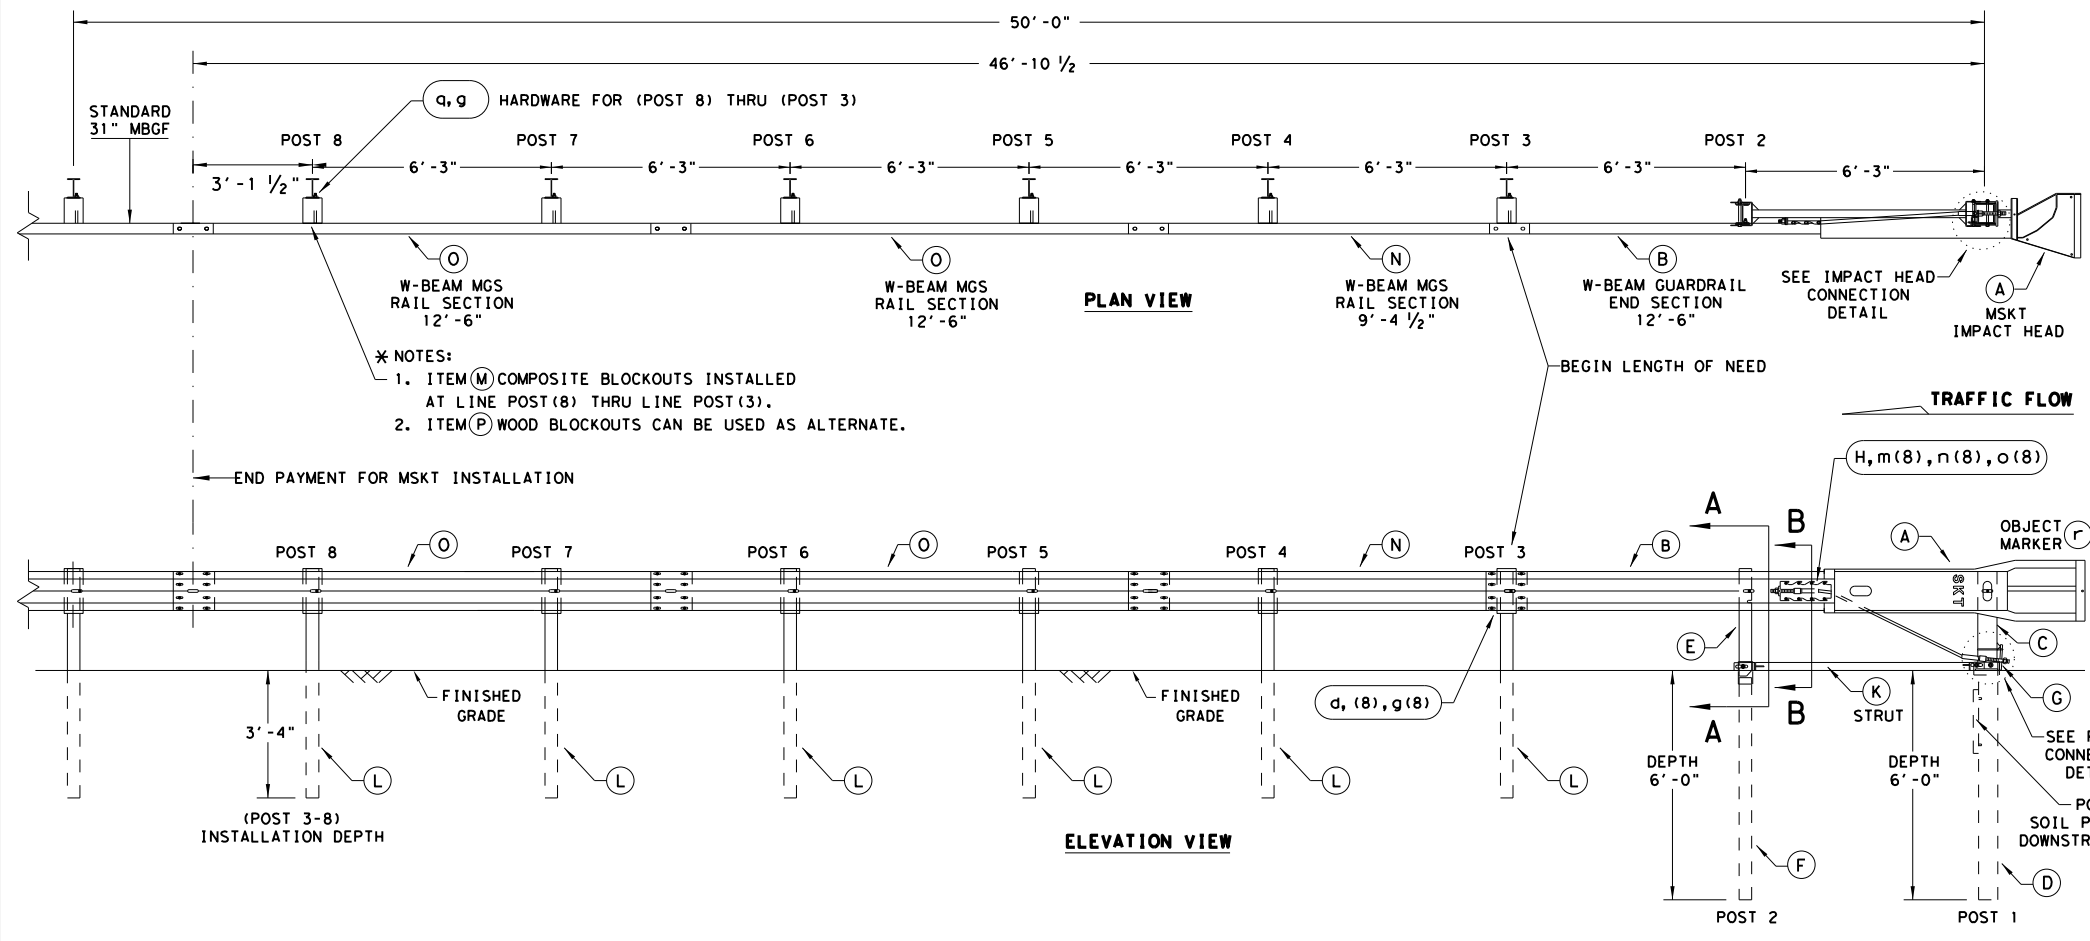 50'-0"
46'-10 ½
STANDARD
31" MBGF
q,g
HARDWARE FOR (POST 8) THRU (POST 3)
POST 8
POST 7
POST 6
POST 5
POST 4
POST 3
POST 2
3'-1 ½"
6'-3"
6'-3"
6'-3"
6'-3"
6'-3"
6'-3"
6'-3"
O
W-BEAM MGS
RAIL SECTION
12'-6"
O
W-BEAM MGS
RAIL SECTION
12'-6"
PLAN VIEW
N
W-BEAM MGS
RAIL SECTION
9'-4 ½"
B
W-BEAM GUARDRAIL
END SECTION
12'-6"
SEE IMPACT HEAD
CONNECTION
DETAIL
A
MSKT
IMPACT HEAD
* NOTES:
1. ITEM M COMPOSITE BLOCKOUTS INSTALLED
AT LINE POST(8) THRU LINE POST(3).
2. ITEM P WOOD BLOCKOUTS CAN BE USED AS ALTERNATE.
BEGIN LENGTH OF NEED
TRAFFIC FLOW
END PAYMENT FOR MSKT INSTALLATION
H,m(8),n(8),o(8)
A
B
A
OBJECT
MARKER r
POST 8
O
POST 7
POST 6
O
POST 5
POST 4
N
POST 3
B
SKT
E
C
FINISHED
GRADE
FINISHED
GRADE
d, (8),g(8)
A
B
K
STRUT
G
3'-4"
L
L
L
L
L
L
DEPTH
6'-0"
DEPTH
6'-0"
SEE
CONNE
DET
PO
SOIL P
DOWNSTR
(POST 3-8)
INSTALLATION DEPTH
ELEVATION VIEW
F
D
POST 2
POST 1